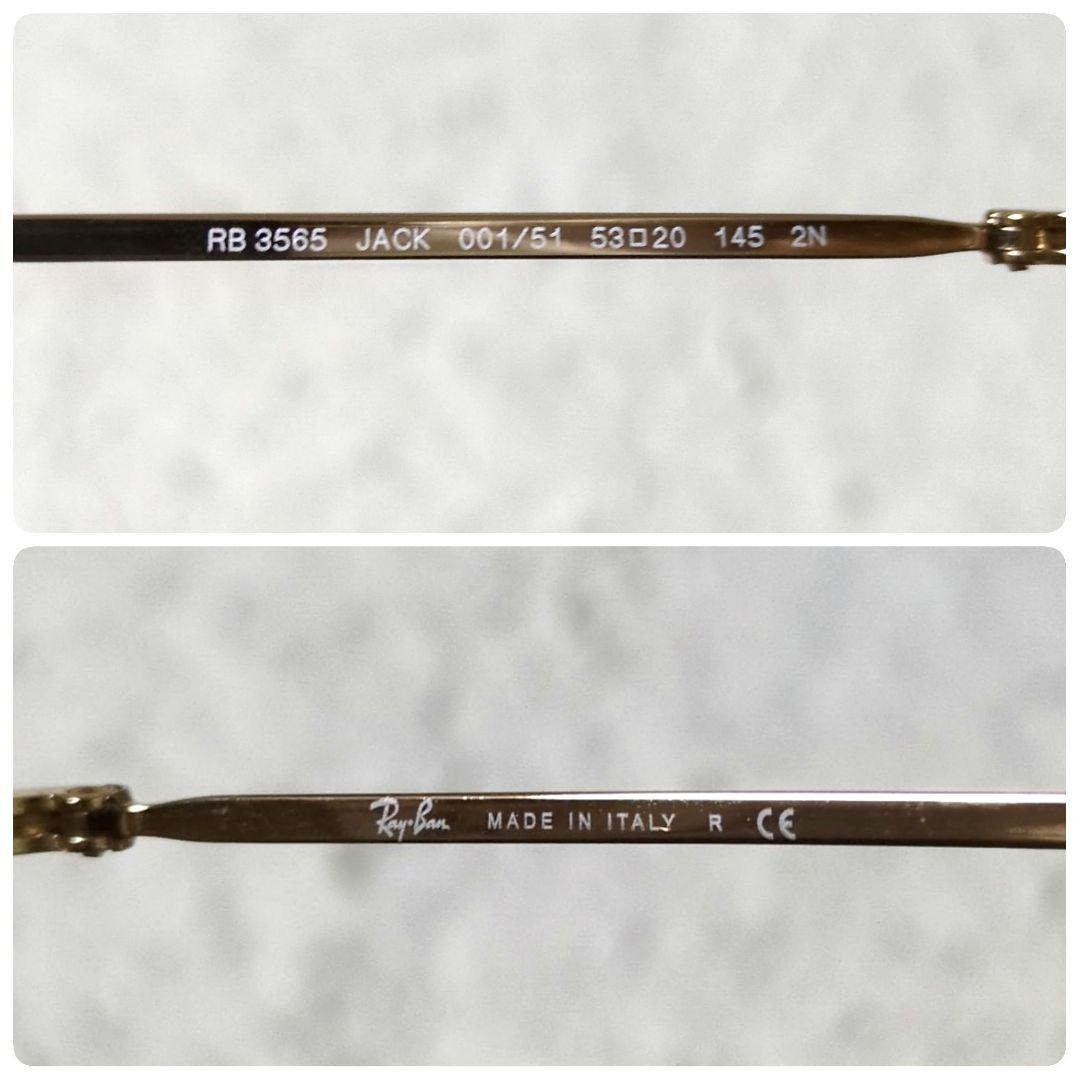 RB 3565 JACK 001/51 53□20 145 2N
Ray-Ban MADE IN ITALY R CE